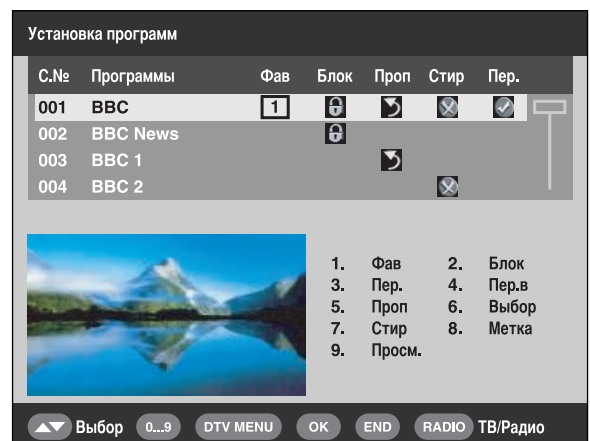 Установка программ
С.№ Программы Фав Блок Проп Стир Пер.
001 BBC 1
002 BBC News
003 BBC 1
004 BBC 2
1. Фав 2. Блок
3. Пер. 4. Пер.в
5. Проп 6. Выбор
7. Стир 8. Метка
9. Просм.
Выбор 0...9 DTV MENU OK END RADIO ТВ/Радио